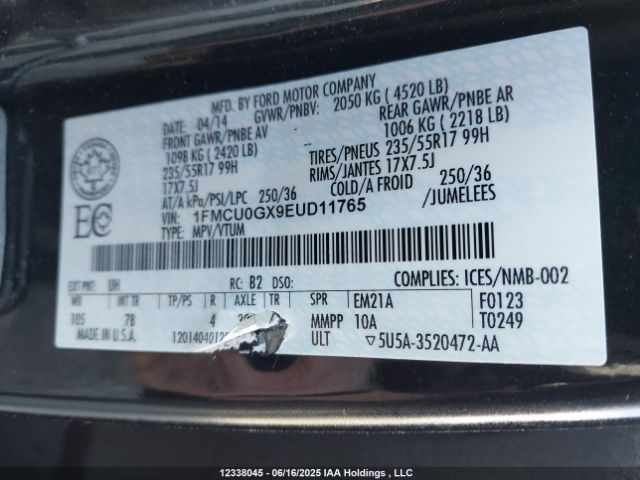 MFD. BY FORD MOTOR COMPANY
DATE: 04/14 GVWR/PNBV: 2050 KG ( 4520 LB)
FRONT GAWR/PNBE AV REAR GAWR/PNBE AR
1098 KG ( 2420 LB) 1006 KG ( 2218 LB)
235/55R17 99H TIRES/PNEUS 235/55R17 99H
17X7.5J RIMS/JANTES 17X7.5J
AT/A kPa/PSI/LPC 250/36 COLD/A FROID 250/36
VIN: 1FMCU0GX9EUD11765 /JUMELEES
TYPE: MPV/VTUM
EC
EXT PNT: UH RC: B2 DSO: COMPLIES: ICES/NMB-002
WB INT TR TP/PS R AXLE TR SPR EM21A F0123
105 7B 4 MMPP 10A T0249
MADE IN U.S.A. ULT ▽5U5A-3520472-AA
12338045 - 06/16/2025 IAA Holdings , LLC